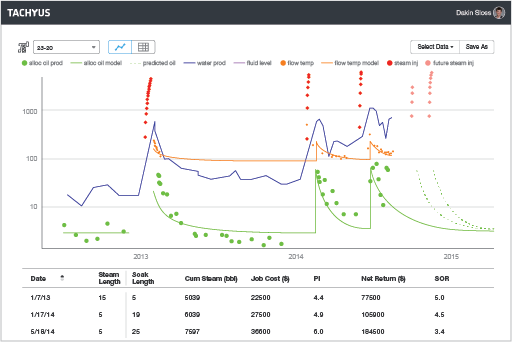 TACHYUS
Dakin Sloss
23-20
Select Data
Save As
alloc oil prod
alloc oil model
predicted oil
water prod
fluid level
flow temp
flow temp model
steam inj
future steam inj
1000
100
10
2013
2014
2015
Date Steam Length Soak Length Cum Steam (bbl) Job Cost ($) PI Net Return ($) SOR
1/7/13 15 5 5039 22500 4.4 77500 5.0
1/17/14 5 19 6039 27500 4.9 105900 4.5
5/18/14 5 25 7597 36600 6.0 184500 3.4